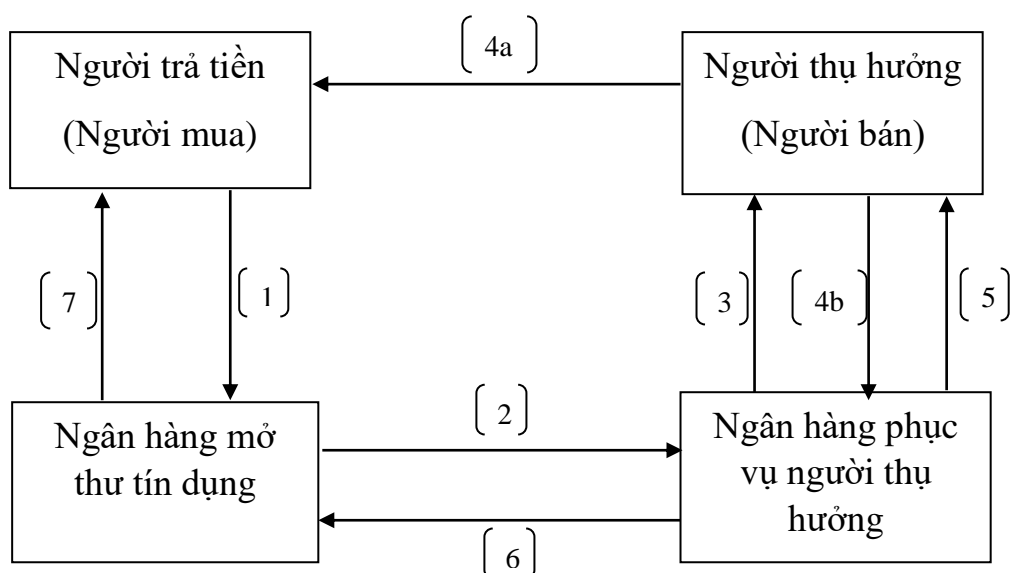 4a
Người trả tiền
(Người mua)
Người thụ hưởng
(Người bán)
7
1
3
4b
5
2
Ngân hàng mở
thư tín dụng
Ngân hàng phục
vụ người thụ
hưởng
6